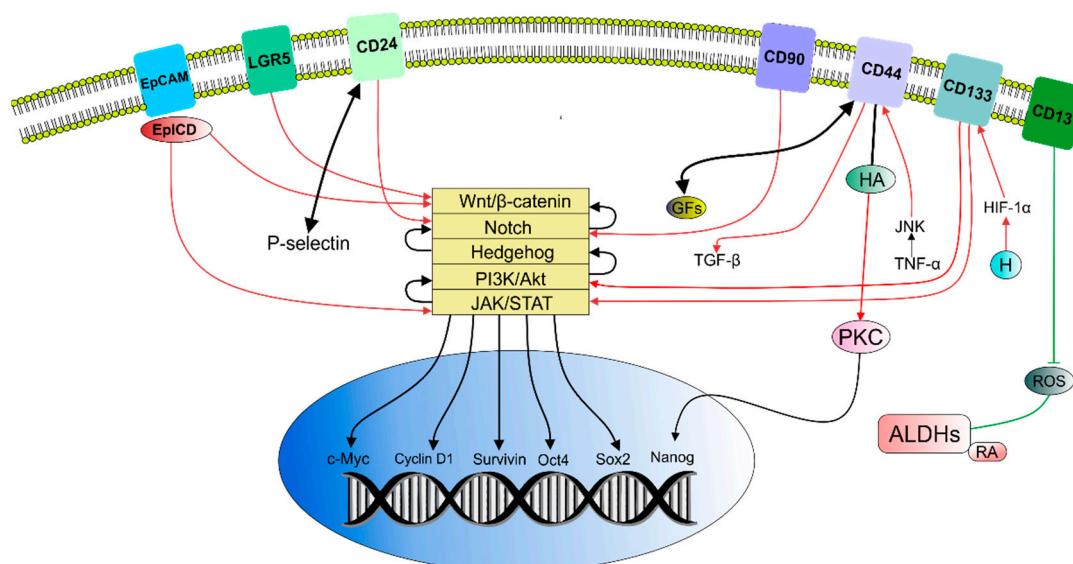 EpCAM
LGR5
CD24
CD90
CD44
CD133
CD13
EpICD
HA
GFs
HIF-1α
JNK
TNF-α
H
TGF-β
P-selectin
Wnt/β-catenin
Notch
Hedgehog
PI3K/Akt
JAK/STAT
PKC
ROS
ALDHs
RA
c-Myc
Cyclin D1
Survivin
Oct4
Sox2
Nanog